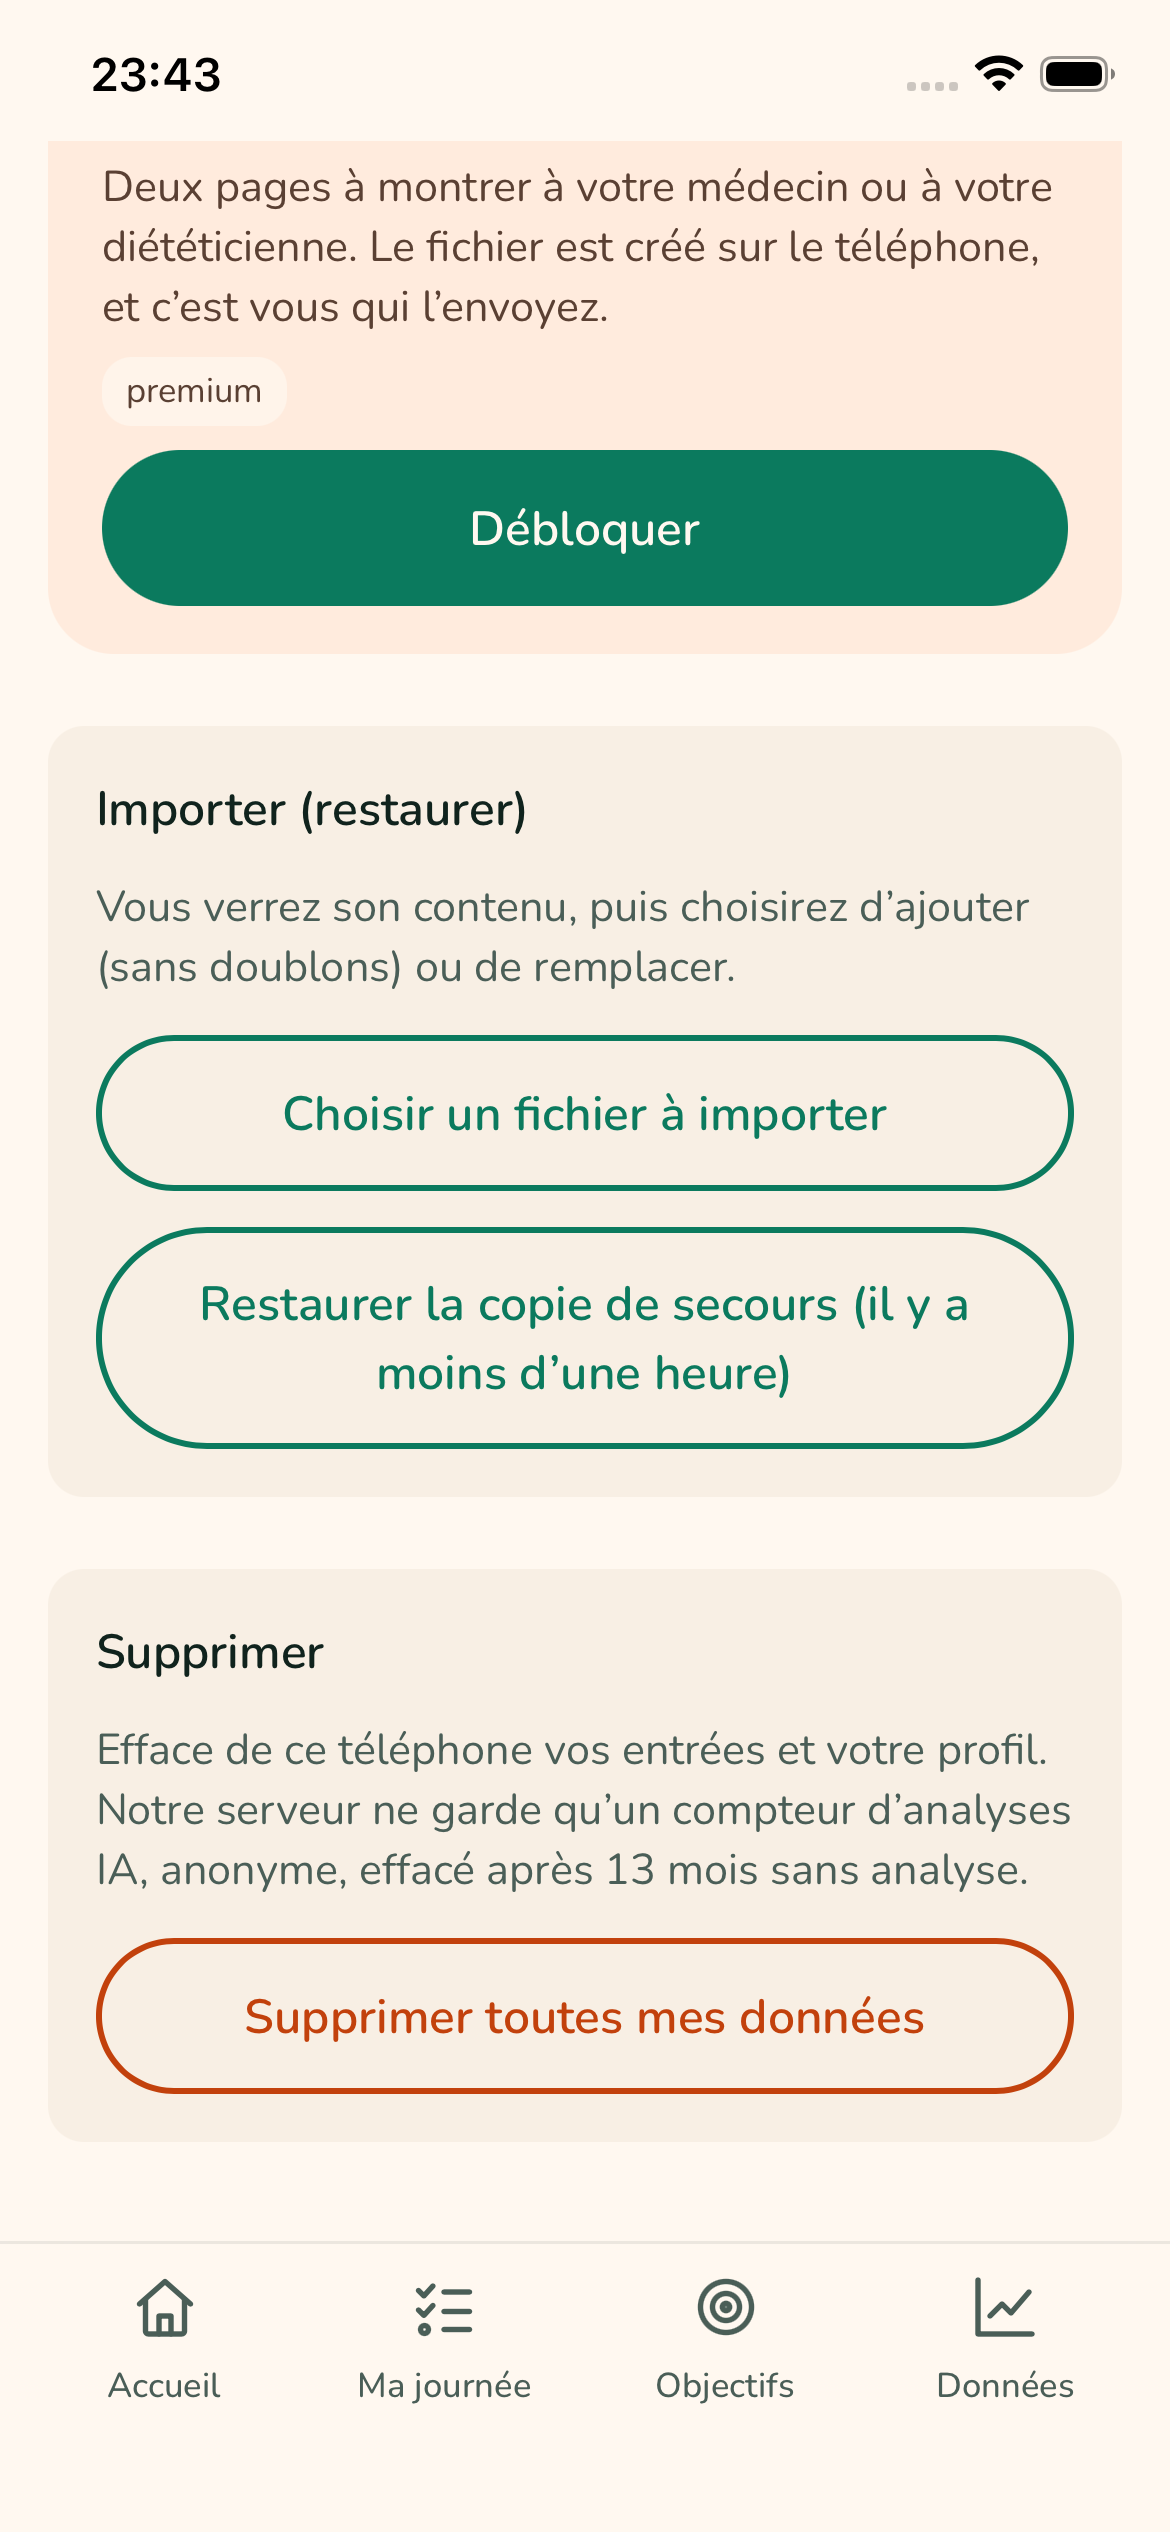 23:43
Deux pages à montrer à votre médecin ou à votre
diététicienne. Le fichier est créé sur le téléphone,
et c’est vous qui l’envoyez.
premium
Débloquer
Importer (restaurer)
Vous verrez son contenu, puis choisirez d’ajouter
(sans doublons) ou de remplacer.
Choisir un fichier à importer
Restaurer la copie de secours (il y a
moins d’une heure)
Supprimer
Efface de ce téléphone vos entrées et votre profil.
Notre serveur ne garde qu’un compteur d’analyses
IA, anonyme, effacé après 13 mois sans analyse.
Supprimer toutes mes données
Accueil
Ma journée
Objectifs
Données